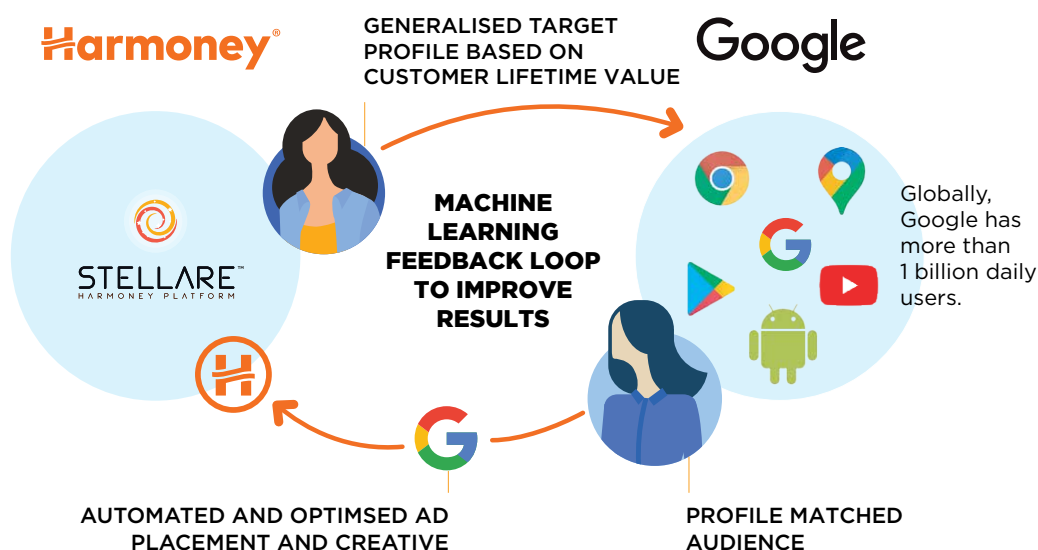 Harmoney®
GENERALISED TARGET
PROFILE BASED ON
CUSTOMER LIFETIME VALUE
Google
STELLARE™
HARMONEY PLATFORM
MACHINE
LEARNING
FEEDBACK LOOP
TO IMPROVE
RESULTS
Globally,
Google has
more than
1 billion daily
users.
G
H
G
AUTOMATED AND OPTIMSED AD
PLACEMENT AND CREATIVE
PROFILE MATCHED
AUDIENCE